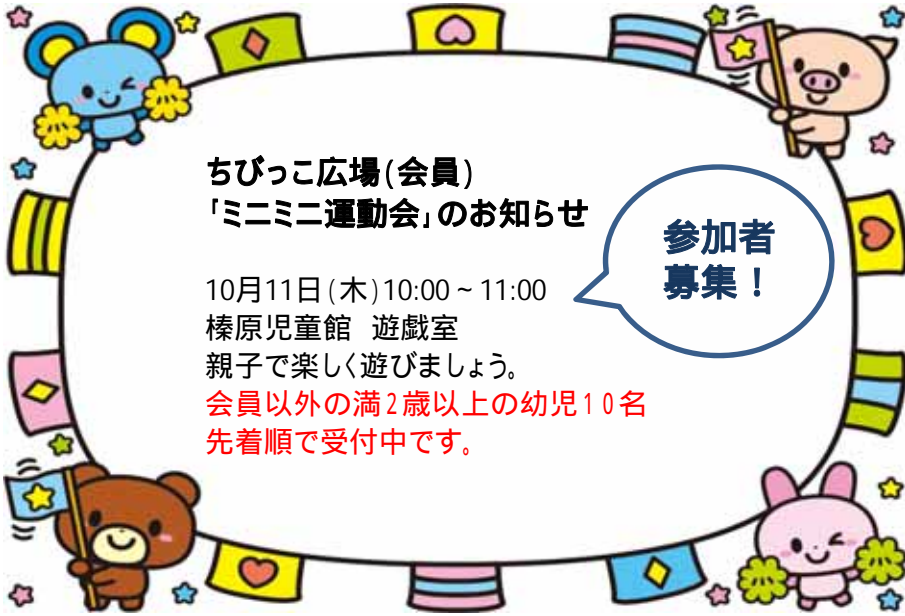 ちびっこ広場(会員)
「ミニミニ運動会」のお知らせ
参加者
募集！
10月11日(木)10:00～11:00
榛原児童館　遊戯室
親子で楽しく遊びましょう。
会員以外の満2歳以上の幼児10名
先着順で受付中です。